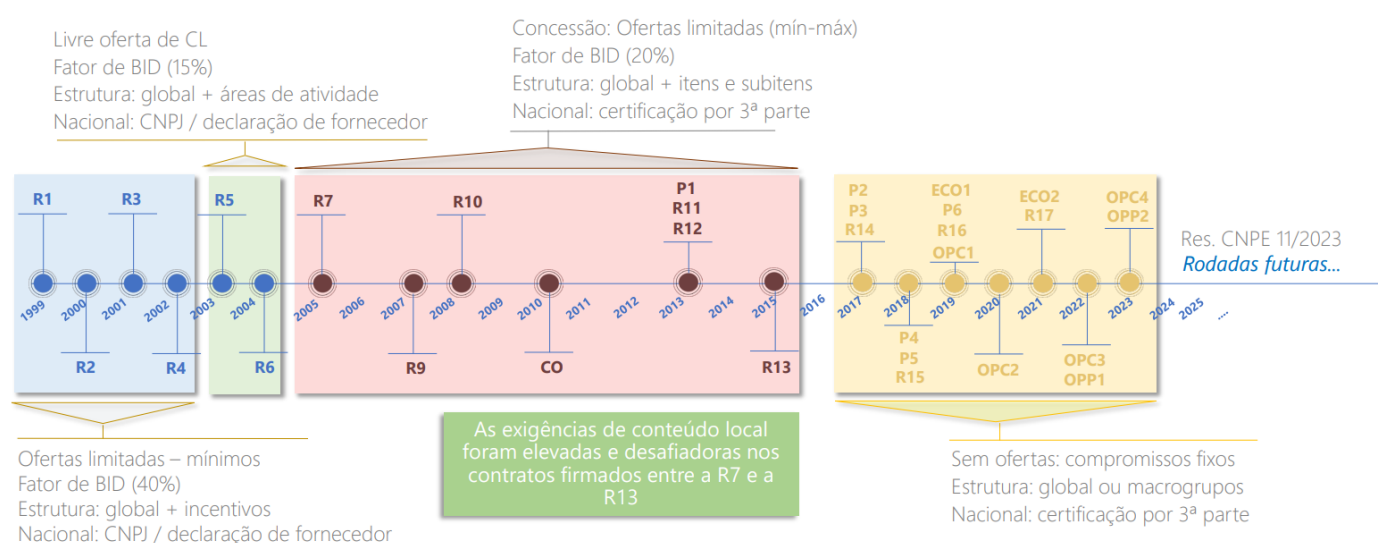 Livre oferta de CL
Fator de BID (15%)
Estrutura: global + áreas de atividade
Nacional: CNPJ / declaração de fornecedor
Concessão: Ofertas limitadas (mín-máx)
Fator de BID (20%)
Estrutura: global + itens e subitens
Nacional: certificação por 3ª parte
R1
R3
R5
R7
R10
P1
R11
R12
P2
P3
R14
ECO1
P6
R16
OPC1
ECO2
R17
OPC4
OPP2
Res. CNPE 11/2023
Rodadas futuras...
1999
2000
2001
2002
2003
2004
2005
2006
2007
2008
2009
2010
2011
2012
2013
2014
2015
2016
2017
2018
2019
2020
2021
2022
2023
2024
2025
....
R2
R4
R6
R9
CO
R13
P4
P5
R15
OPC2
OPC3
OPP1
As exigências de conteúdo local
foram elevadas e desafiadoras nos
contratos firmados entre a R7 e a
R13
Ofertas limitadas – mínimos
Fator de BID (40%)
Estrutura: global + incentivos
Nacional: CNPJ / declaração de fornecedor
Sem ofertas: compromissos fixos
Estrutura: global ou macrogrupos
Nacional: certificação por 3ª parte